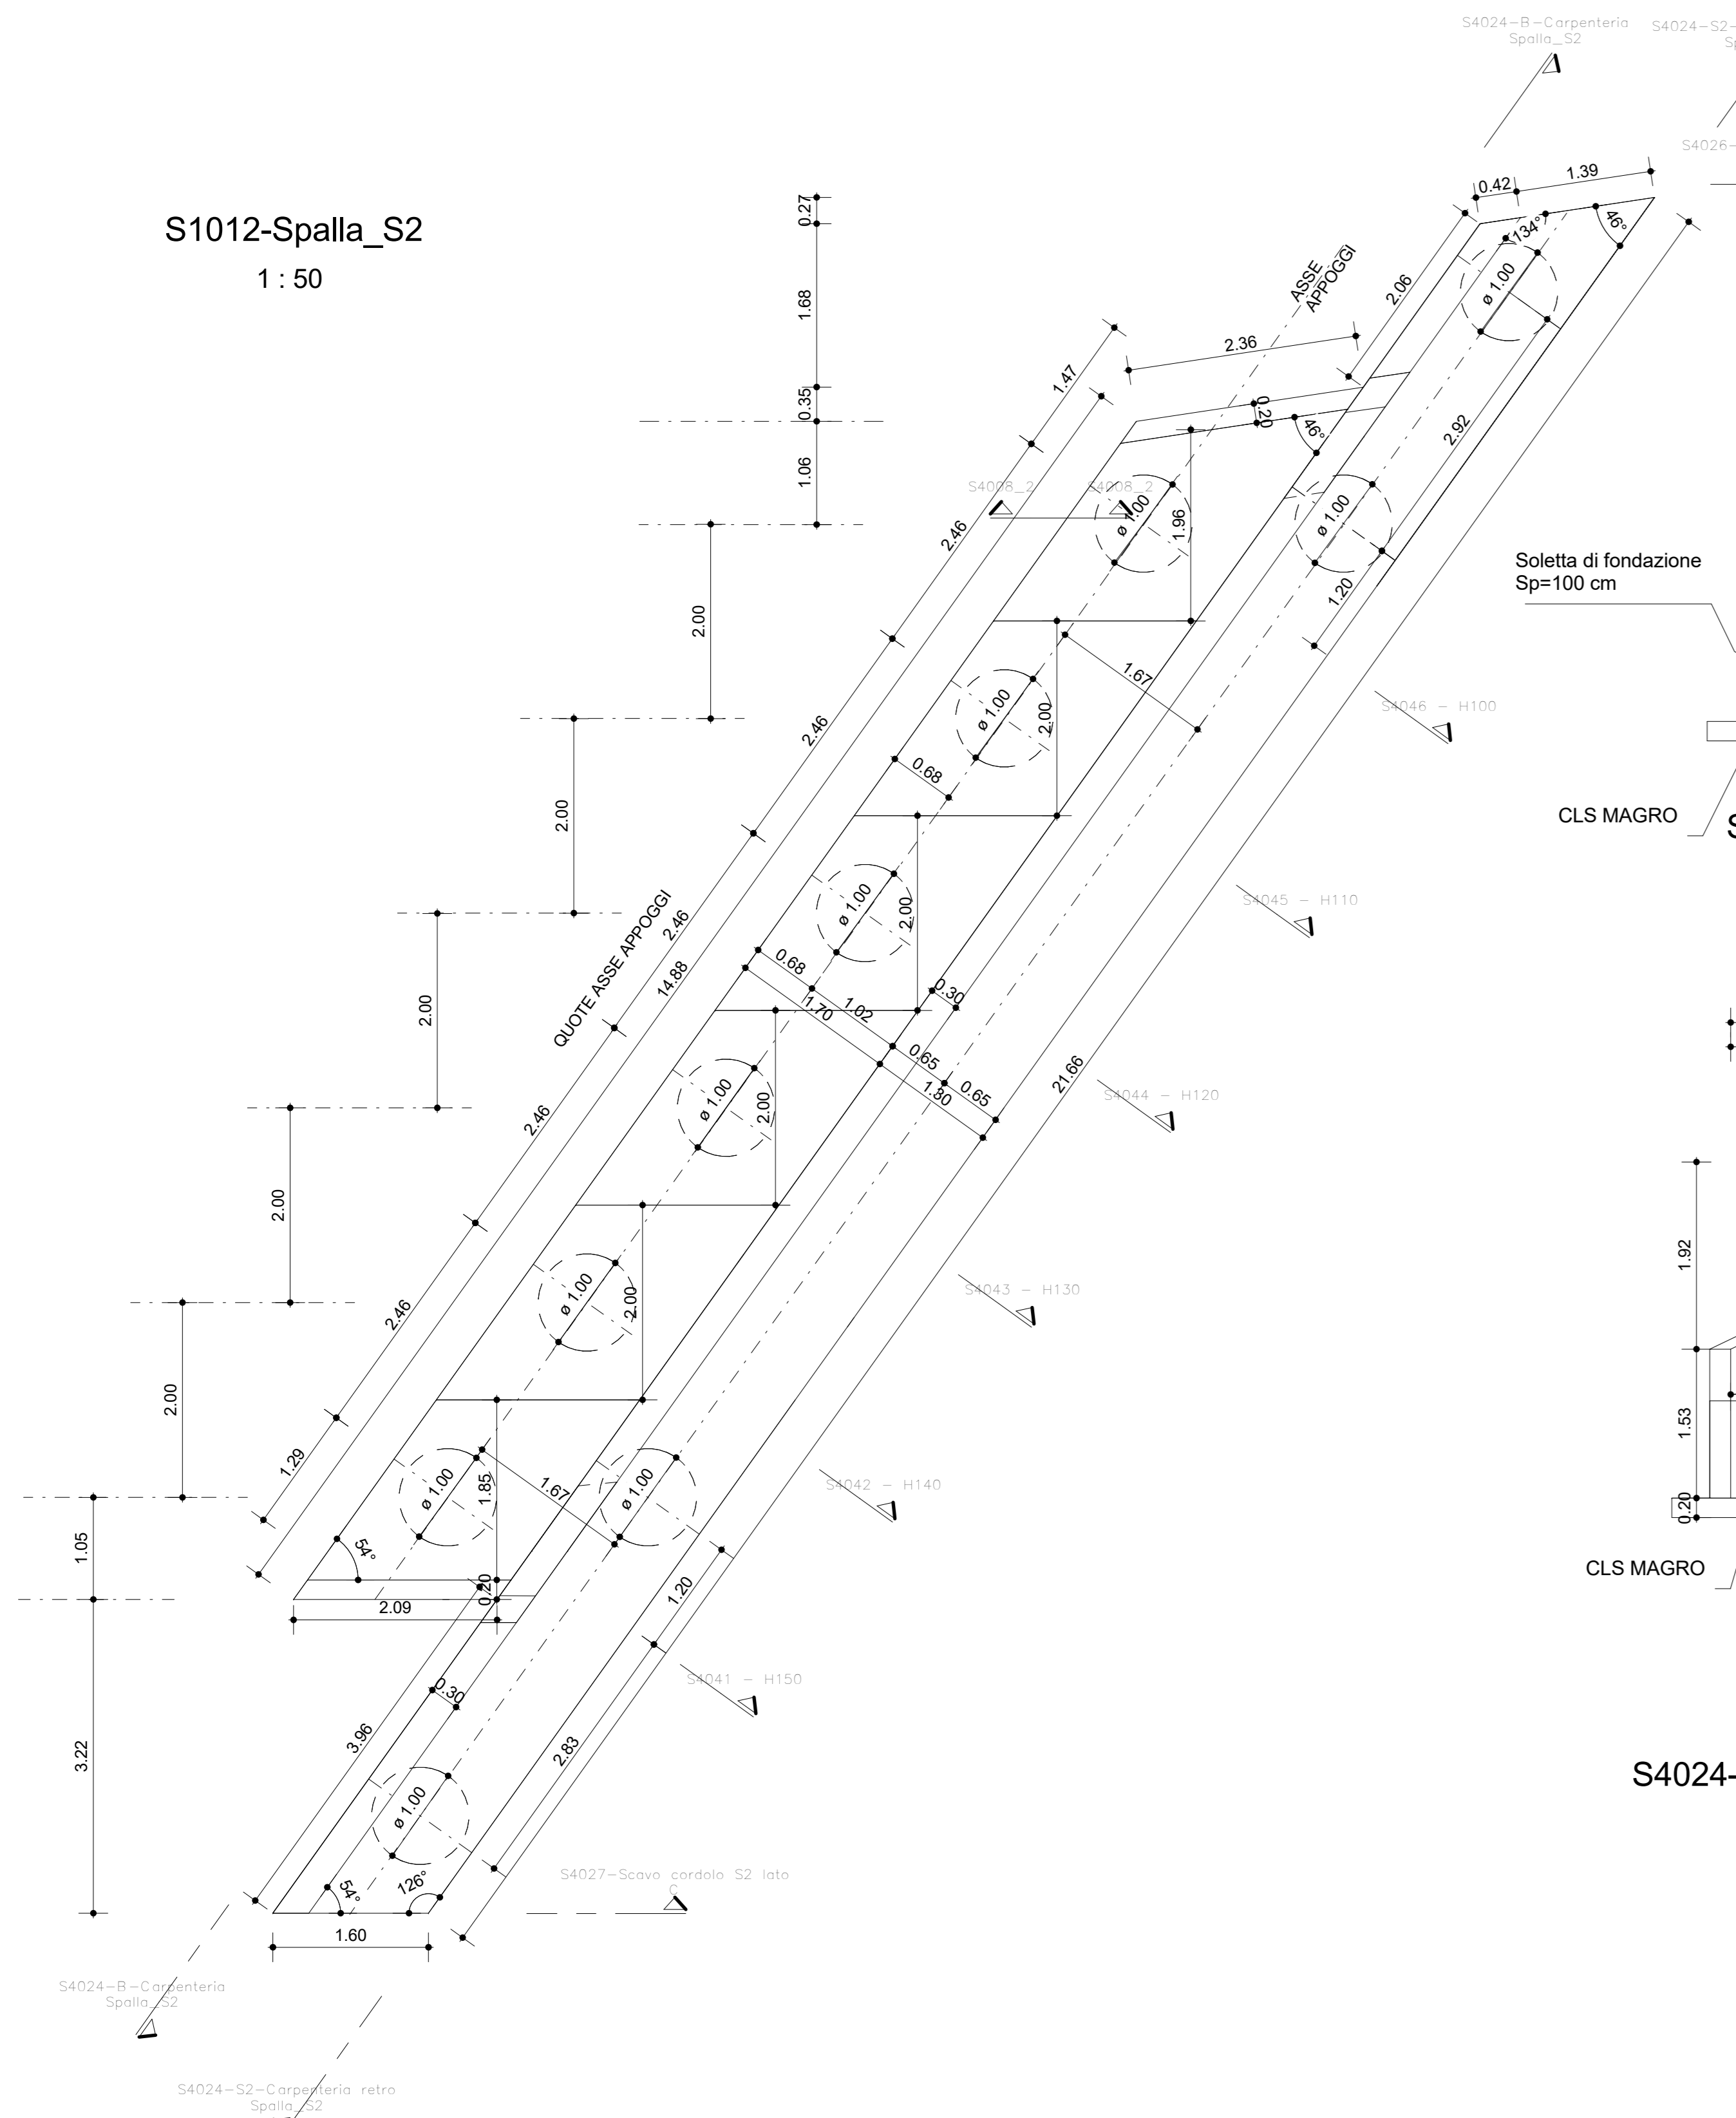 S4024-B-Carpenteria
Spalla_S2
S4024-S2-
Sp
S4026-
S1012-Spalla_S2
1 : 50
0.27
1.68
0.35
1.06
0.42
1.39
134°
46°
ø 1.00
2.06
ASSE
APPOGGI
2.36
1.47
0.20
46°
2.92
S4008_2
S4008_2
ø 1.00
1.96
ø 1.00
2.46
1.20
2.00
Soletta di fondazione
Sp=100 cm
1.67
S4046 - H100
ø 1.00
2.00
2.46
0.68
2.00
CLS MAGRO
S4045 - H110
ø 1.00
2.00
2.46
QUOTE ASSE APPOGGI
14.88
0.68
1.02
1.70
0.30
2.00
0.65
0.65
1.30
21.66
S4044 - H120
ø 1.00
2.00
2.46
2.00
1.92
S4043 - H130
ø 1.00
2.00
2.46
2.00
1.53
1.29
ø 1.00
1.85
1.67
ø 1.00
S4042 - H140
0.20
1.05
54°
0.20
2.09
1.20
CLS MAGRO
S4041 - H150
0.30
3.96
2.83
3.22
S4024-
ø 1.00
54°
126°
S4027-Scavo cordolo S2 lato
C
1.60
S4024-B-Carpenteria
Spalla_S2
S4024-S2-Carpenteria retro
Spalla_S2